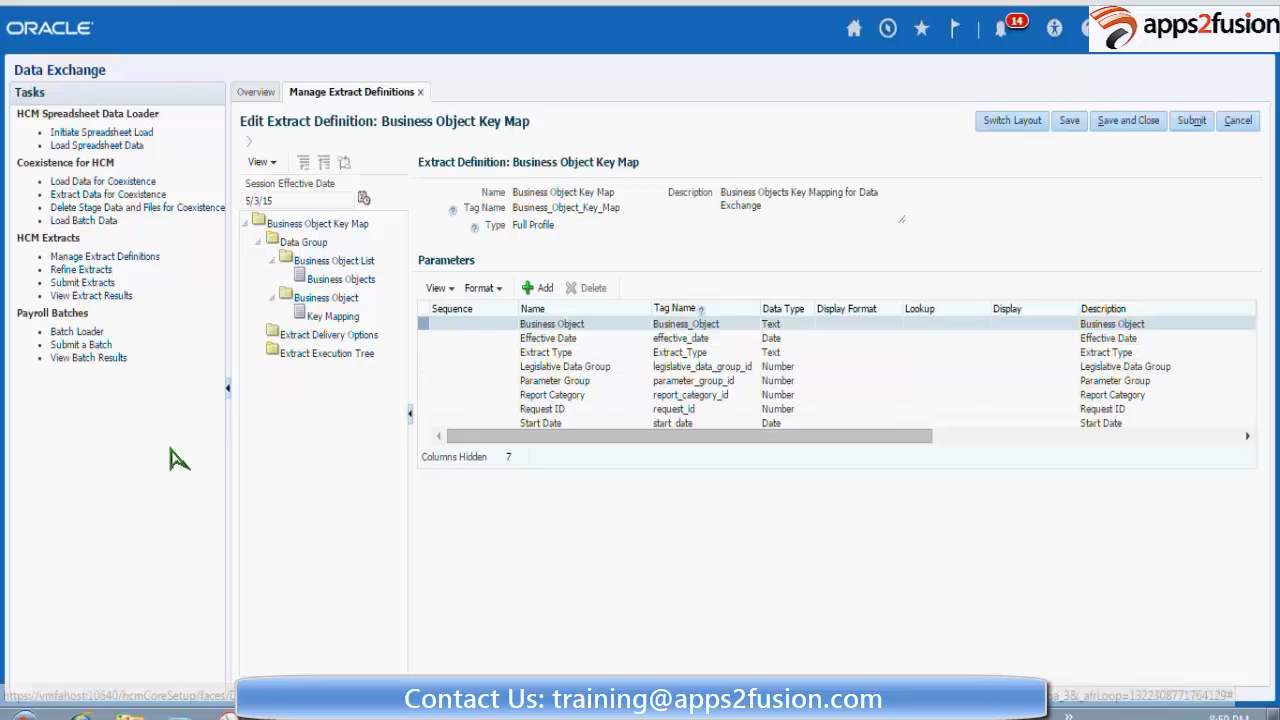 ORACLE
14
apps2fusion
Data Exchange
Tasks
HCM Spreadsheet Data Loader
Initiate Spreadsheet Load
Load Spreadsheet Data
Coexistence for HCM
Load Data for Coexistence
Extract Data for Coexistence
Delete Stage Data and Files for Coexistence
Load Batch Data
HCM Extracts
Manage Extract Definitions
Refine Extracts
Submit Extracts
View Extract Results
Payroll Batches
Batch Loader
Submit a Batch
View Batch Results
Overview Manage Extract Definitions ×
Edit Extract Definition: Business Object Key Map
Switch Layout Save Save and Close Submit Cancel
View
Session Effective Date
5/3/15
Business Object Key Map
Data Group
Business Object List
Business Objects
Business Object
Key Mapping
Extract Delivery Options
Extract Execution Tree
Extract Definition: Business Object Key Map
Name Business Object Key Map
Tag Name Business_Object_Key_Map
Type Full Profile
Description Business Objects Key Mapping for Data
Exchange
Parameters
View Format Add Delete
Sequence Name Tag Name Data Type Display Format Lookup Display Description
Business Object Business_Object Text Business Object
Effective Date effective_date Date Effective Date
Extract Type Extract_Type Text Extract Type
Legislative Data Group legislative_data_group_id Number Legislative Data Group
Parameter Group parameter_group_id Number Parameter Group
Report Category report_category_id Number Report Category
Request ID request_id Number Request ID
Start Date start_date Date Start Date
Columns Hidden 7
Contact Us: training@apps2fusion.com